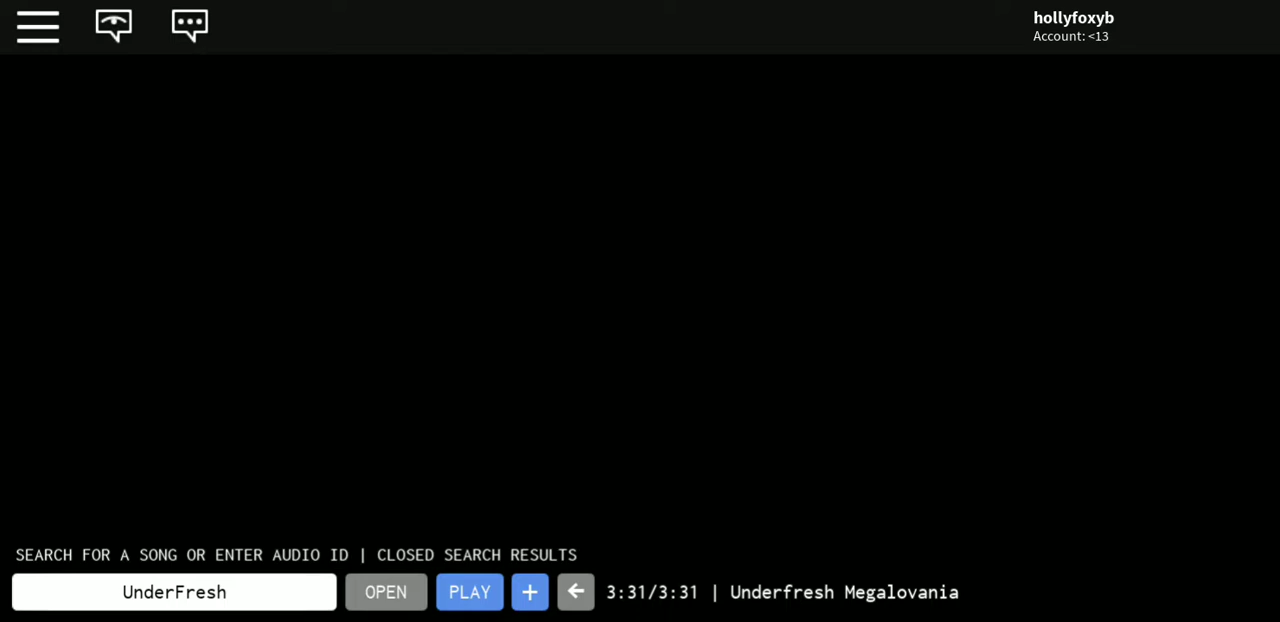 hollyfoxyb
Account: <13
SEARCH FOR A SONG OR ENTER AUDIO ID | CLOSED SEARCH RESULTS
UnderFresh OPEN PLAY + 3:31/3:31 | Underfresh Megalovania